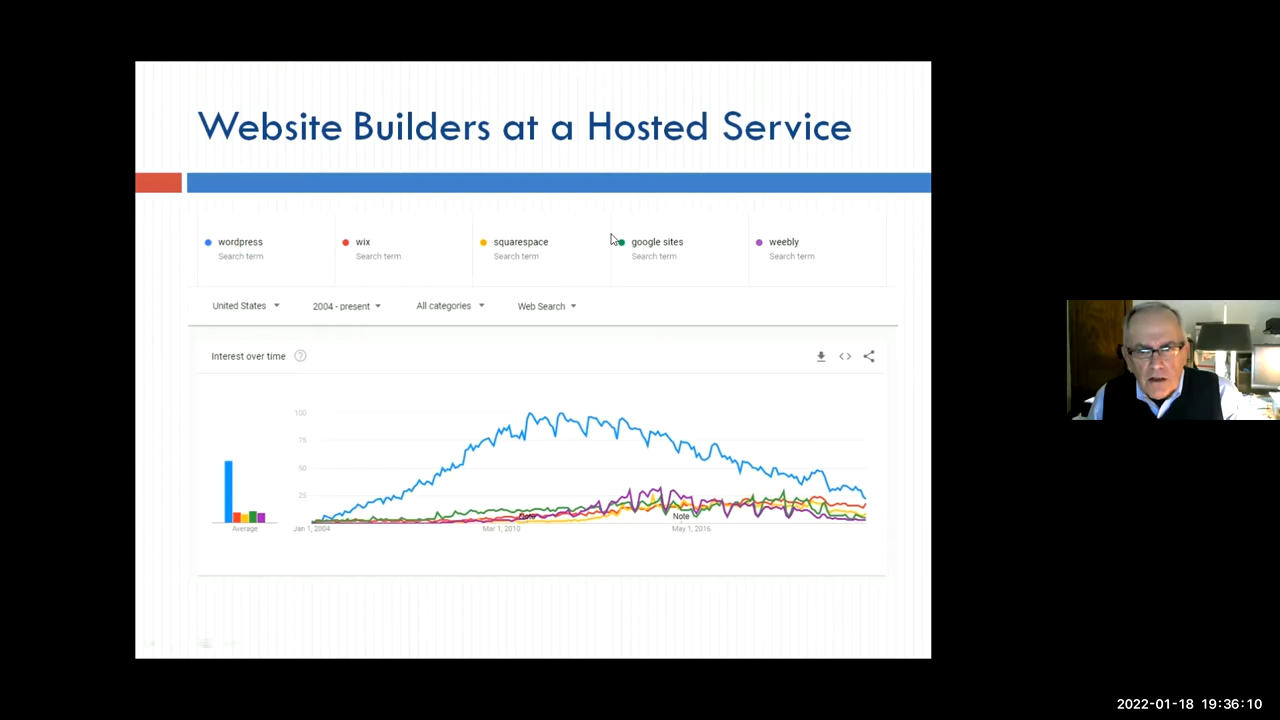 Website Builders at a Hosted Service
wordpress
Search term
wix
Search term
squarespace
Search term
google sites
Search term
weebly
Search term
United States
2004 - present
All categories
Web Search
Interest over time
?
100
75
50
25
Average
Jan 1, 2004
Mar 1, 2010
May 1, 2016
Note
Note
2022-01-18 19:36:10